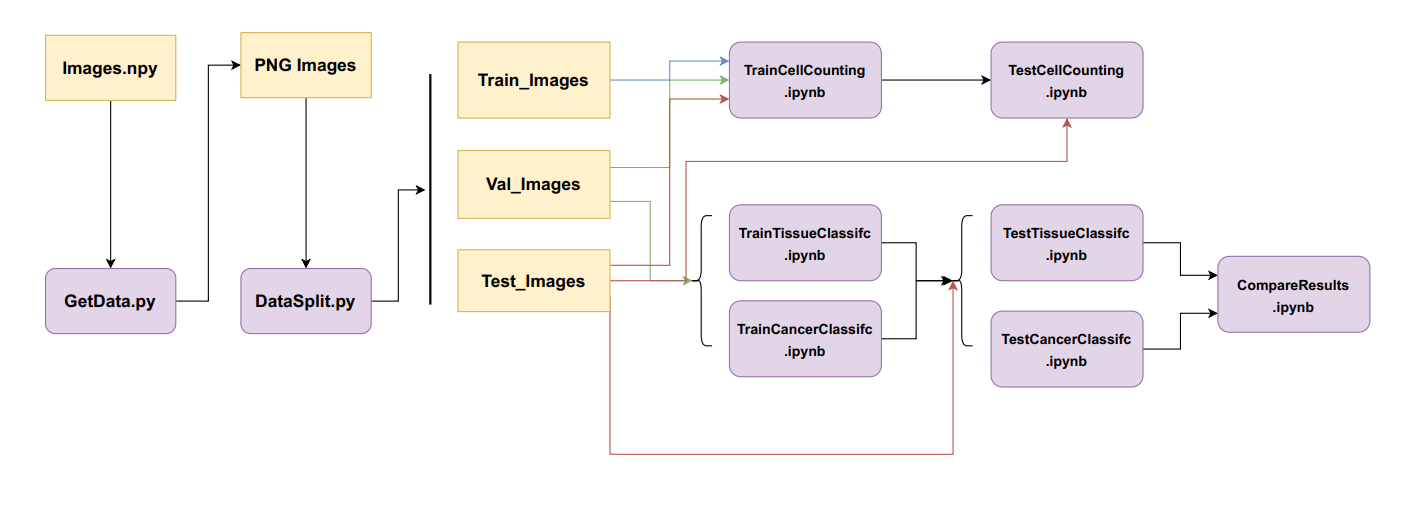 Images.npy
PNG Images
GetData.py
DataSplit.py
Train_Images
Val_Images
Test_Images
TrainCellCounting
.ipynb
TestCellCounting
.ipynb
TrainTissueClassifc
.ipynb
TrainCancerClassifc
.ipynb
TestTissueClassifc
.ipynb
TestCancerClassifc
.ipynb
CompareResults
.ipynb